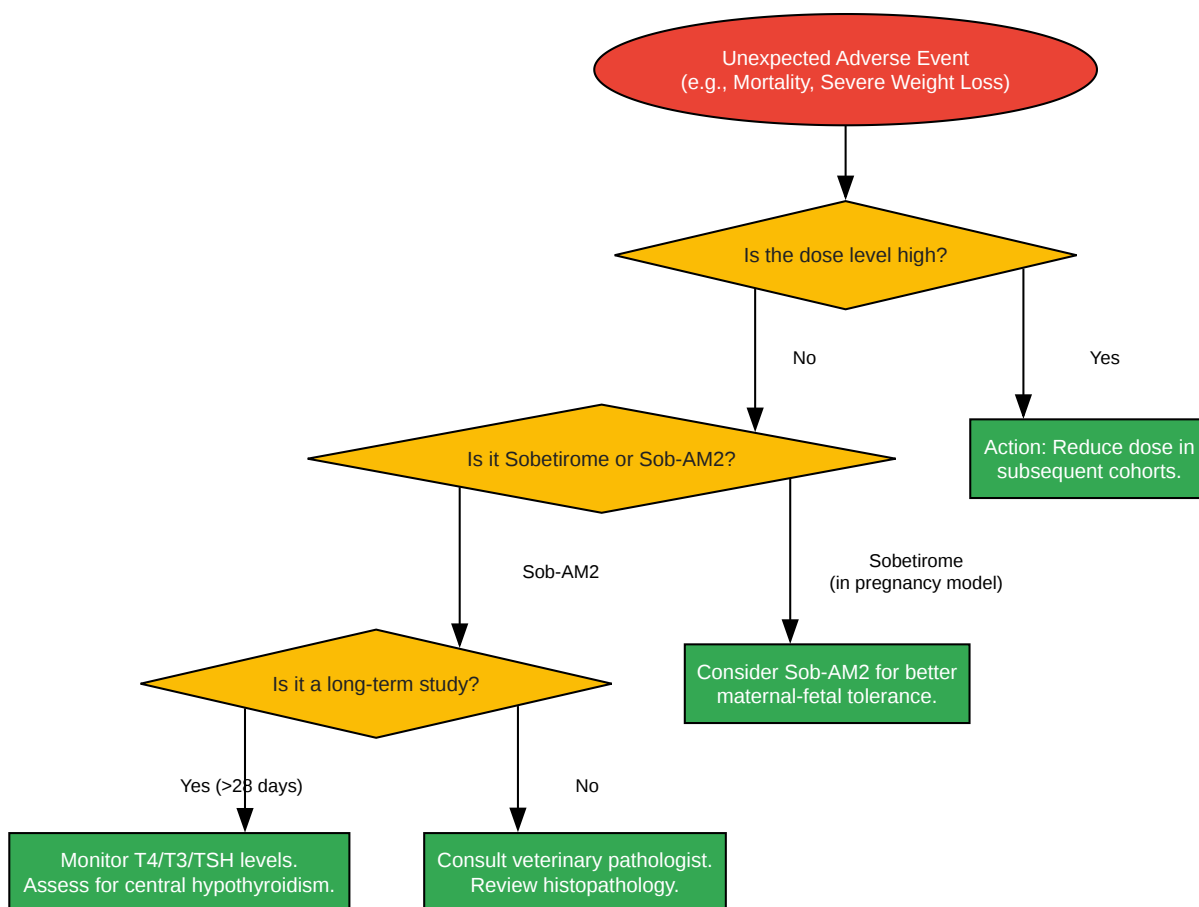 Unexpected Adverse Event
(e.g., Mortality, Severe Weight Loss)
Is the dose level high?
No
Yes
Action: Reduce dose in
subsequent cohorts.
Is it Sobetirome or Sob-AM2?
Sob-AM2
Sobetirome
(in pregnancy model)
Consider Sob-AM2 for better
maternal-fetal tolerance.
Is it a long-term study?
Yes (>28 days)
No
Monitor T4/T3/TSH levels.
Assess for central hypothyroidism.
Consult veterinary pathologist.
Review histopathology.